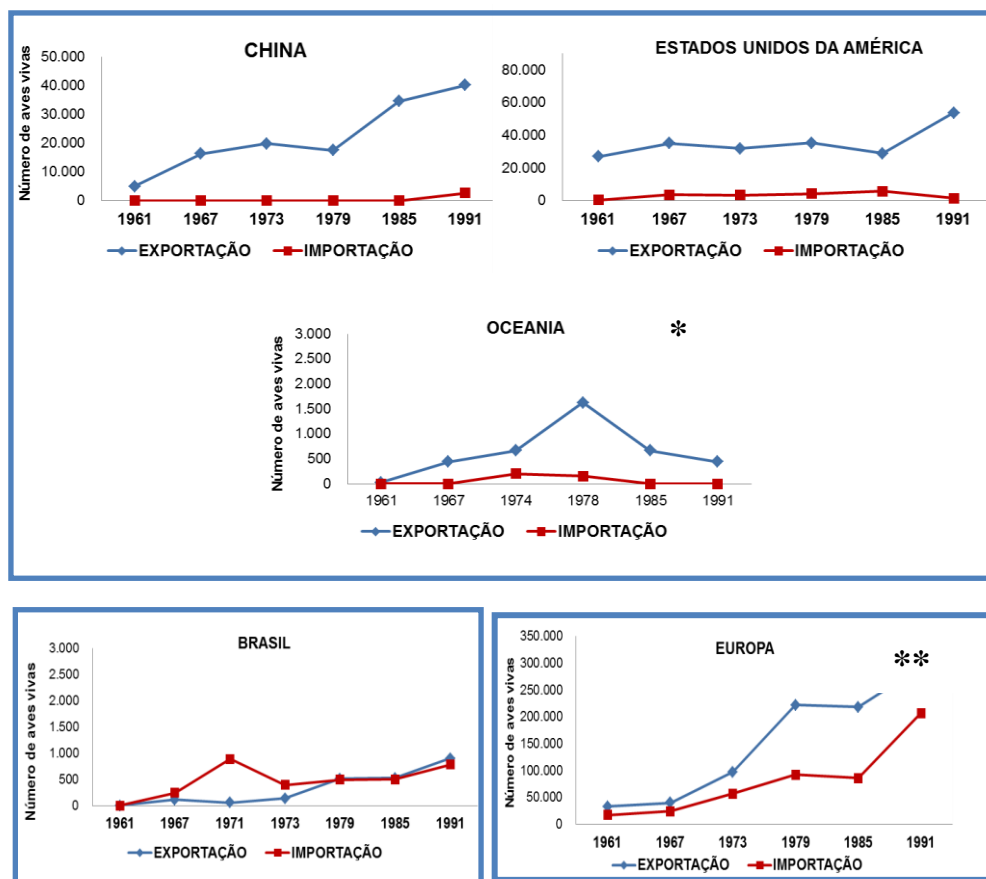 CHINA
Número de aves vivas
50.000
40.000
30.000
20.000
10.000
0
1961 1967 1973 1979 1985 1991
EXPORTAÇÃO IMPORTAÇÃO
ESTADOS UNIDOS DA AMÉRICA
80.000
60.000
40.000
20.000
0
1961 1967 1973 1979 1985 1991
EXPORTAÇÃO IMPORTAÇÃO
OCEANIA *
Número de aves vivas
3.000
2.500
2.000
1.500
1.000
500
0
1961 1967 1974 1978 1985 1991
EXPORTAÇÃO IMPORTAÇÃO
BRASIL
Número de aves vivas
3.000
2.500
2.000
1.500
1.000
500
0
1961 1967 1971 1973 1979 1985 1991
EXPORTAÇÃO IMPORTAÇÃO
EUROPA **
Número de aves vivas
350.000
300.000
250.000
200.000
150.000
100.000
50.000
0
1961 1967 1973 1979 1985 1991
EXPORTAÇÃO IMPORTAÇÃO